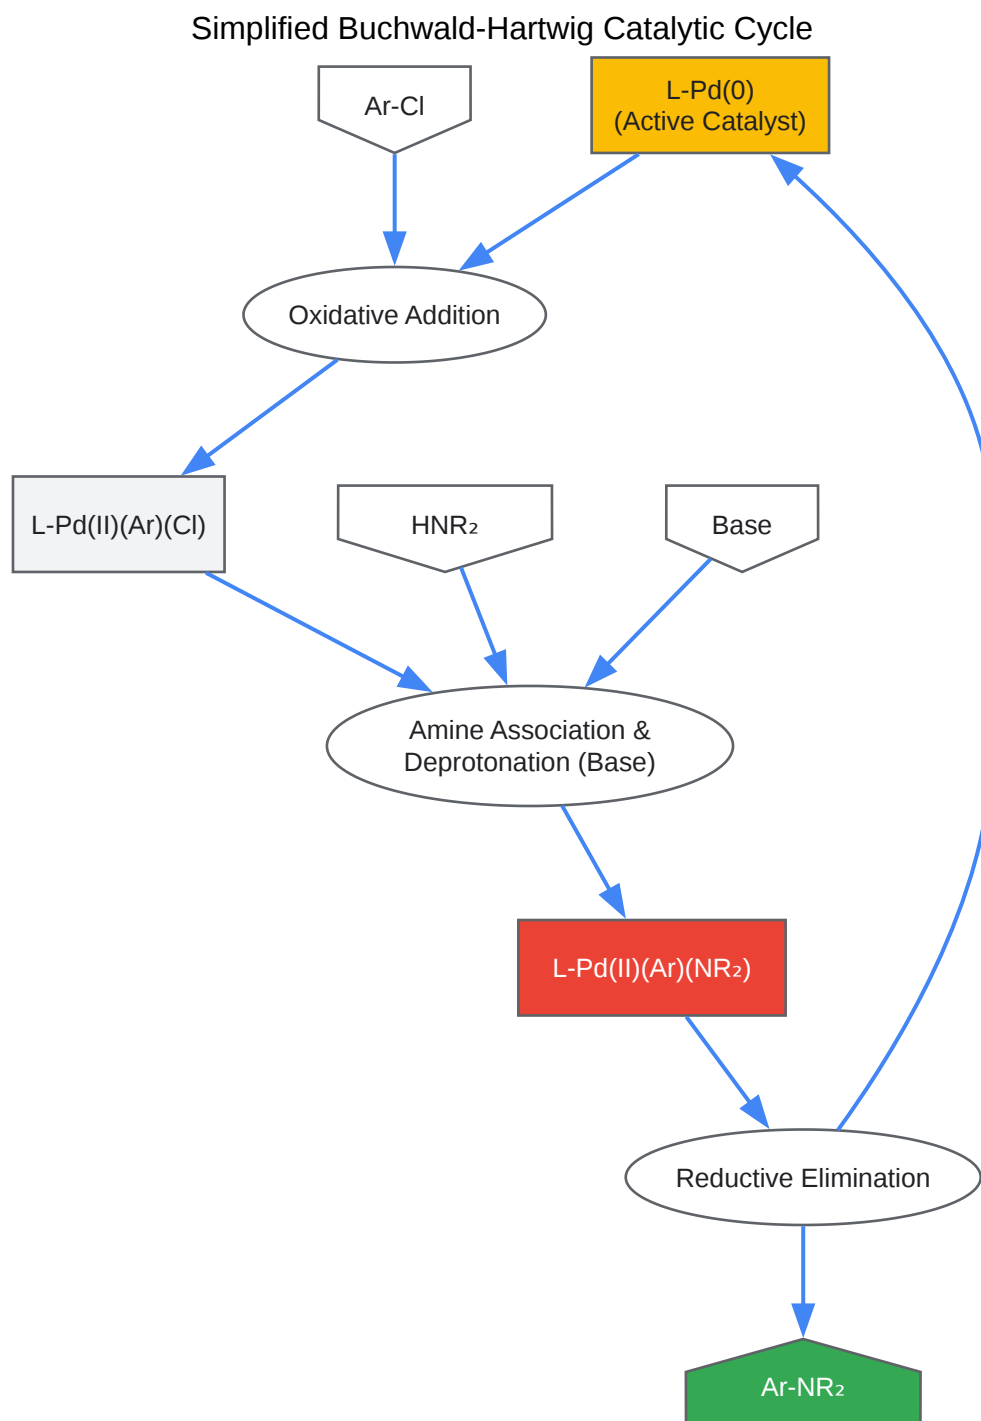 Simplified Buchwald-Hartwig Catalytic Cycle
Ar-Cl
L-Pd(0)
(Active Catalyst)
Oxidative Addition
L-Pd(II)(Ar)(Cl)
HNR₂
Base
Amine Association &
Deprotonation (Base)
L-Pd(II)(Ar)(NR₂)
Reductive Elimination
Ar-NR₂